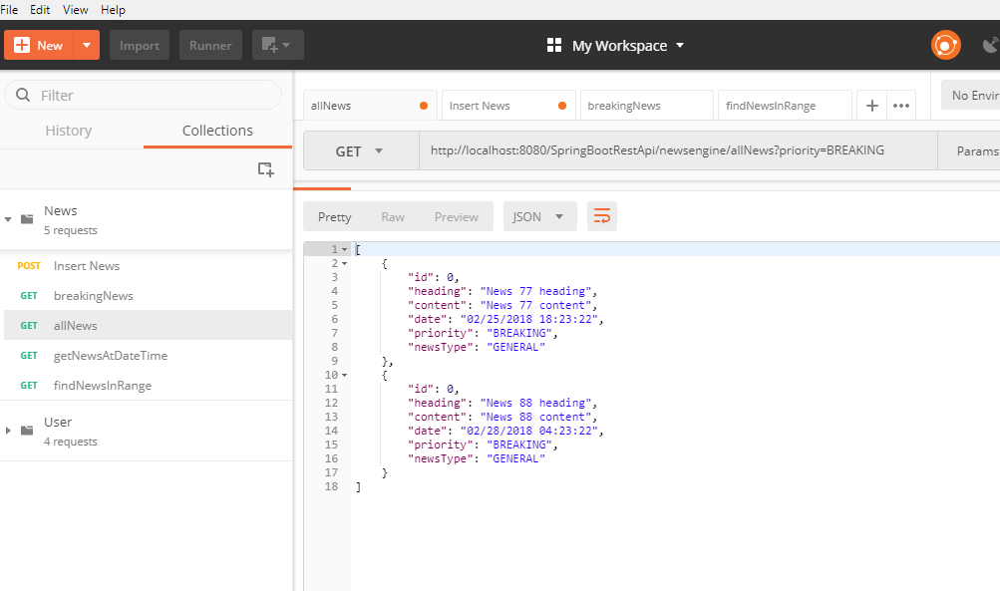 File Edit View Help
New Import Runner My Workspace
Filter
History Collections
News
5 requests
POST Insert News
GET breakingNews
GET allNews
GET getNewsAtDateTime
GET findNewsInRange
User
4 requests
allNews Insert News breakingNews findNewsInRange + ••• No Envir
GET http://localhost:8080/SpringBootRestApi/newsengine/allNews?priority=BREAKING Params
Pretty Raw Preview JSON
1 [
2 {
3 "id": 0,
4 "heading": "News 77 heading",
5 "content": "News 77 content",
6 "date": "02/25/2018 18:23:22",
7 "priority": "BREAKING",
8 "newsType": "GENERAL"
9 },
10 {
11 "id": 0,
12 "heading": "News 88 heading",
13 "content": "News 88 content",
14 "date": "02/28/2018 04:23:22",
15 "priority": "BREAKING",
16 "newsType": "GENERAL"
17 }
18 ]